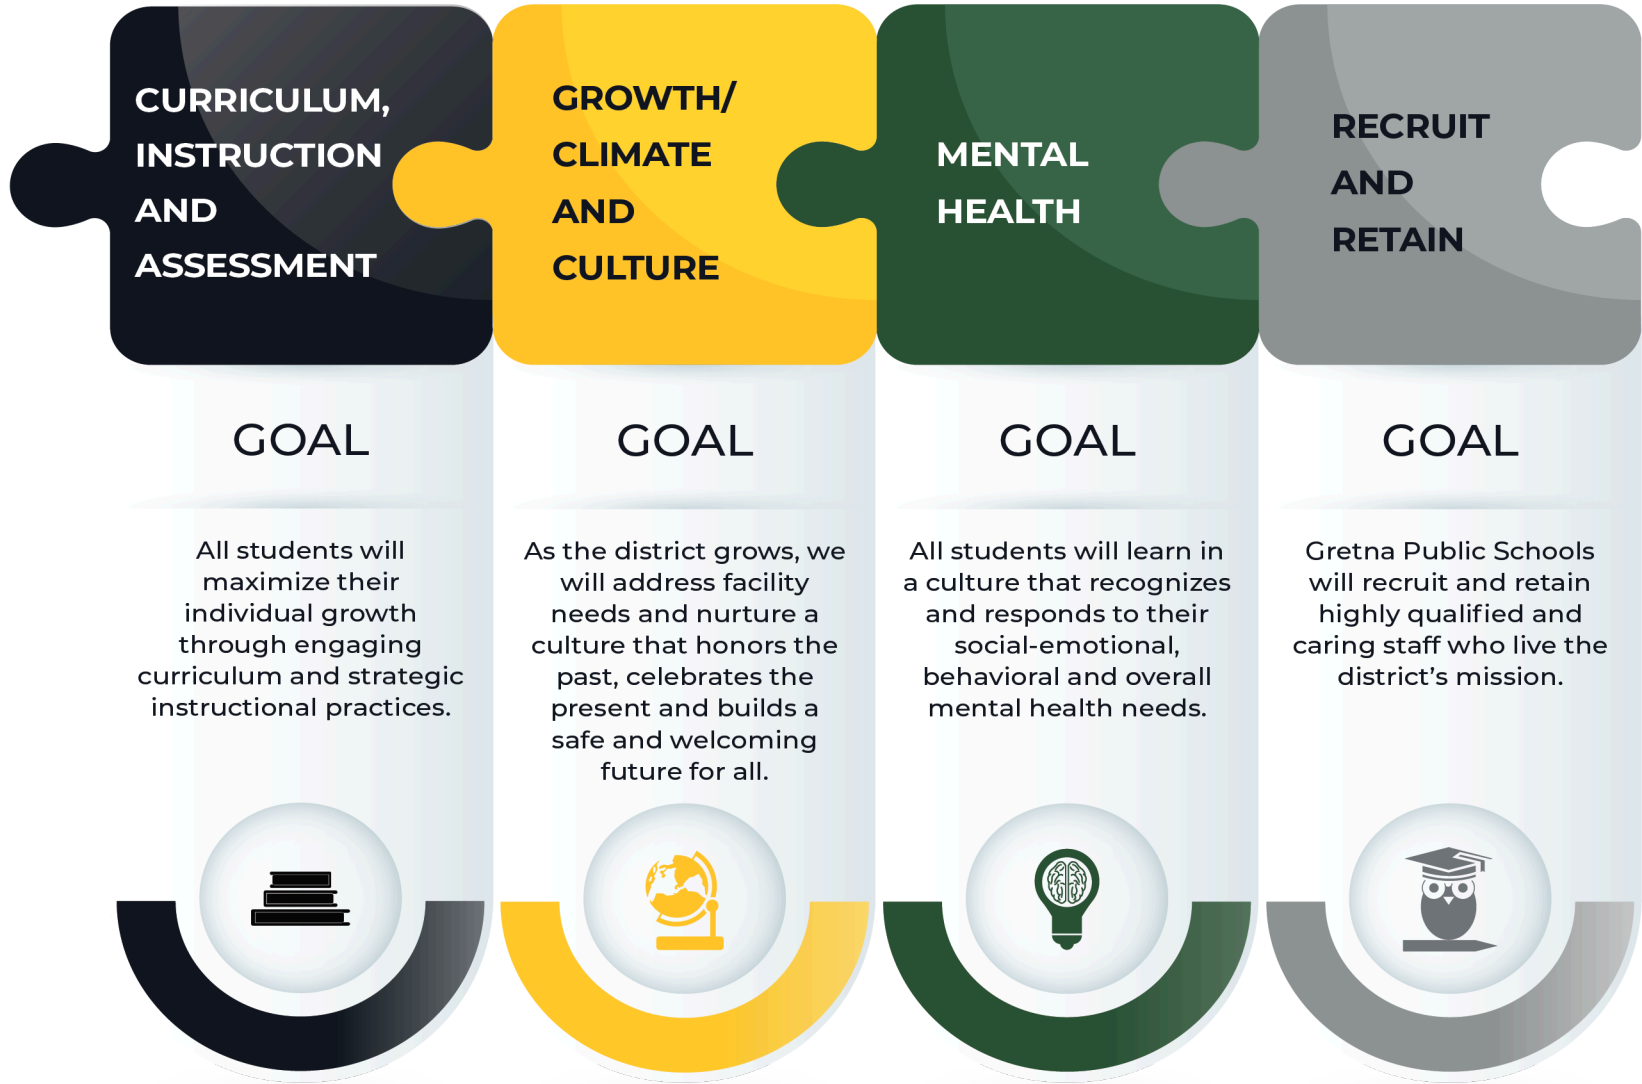 CURRICULUM,
INSTRUCTION
AND
ASSESSMENT
GOAL
All students will
maximize their
individual growth
through engaging
curriculum and strategic
instructional practices.
GROWTH/
CLIMATE
AND
CULTURE
GOAL
As the district grows, we
will address facility
needs and nurture a
culture that honors the
past, celebrates the
present and builds a
safe and welcoming
future for all.
MENTAL
HEALTH
GOAL
All students will learn in
a culture that recognizes
and responds to their
social-emotional,
behavioral and overall
mental health needs.
RECRUIT
AND
RETAIN
GOAL
Gretna Public Schools
will recruit and retain
highly qualified and
caring staff who live the
district’s mission.